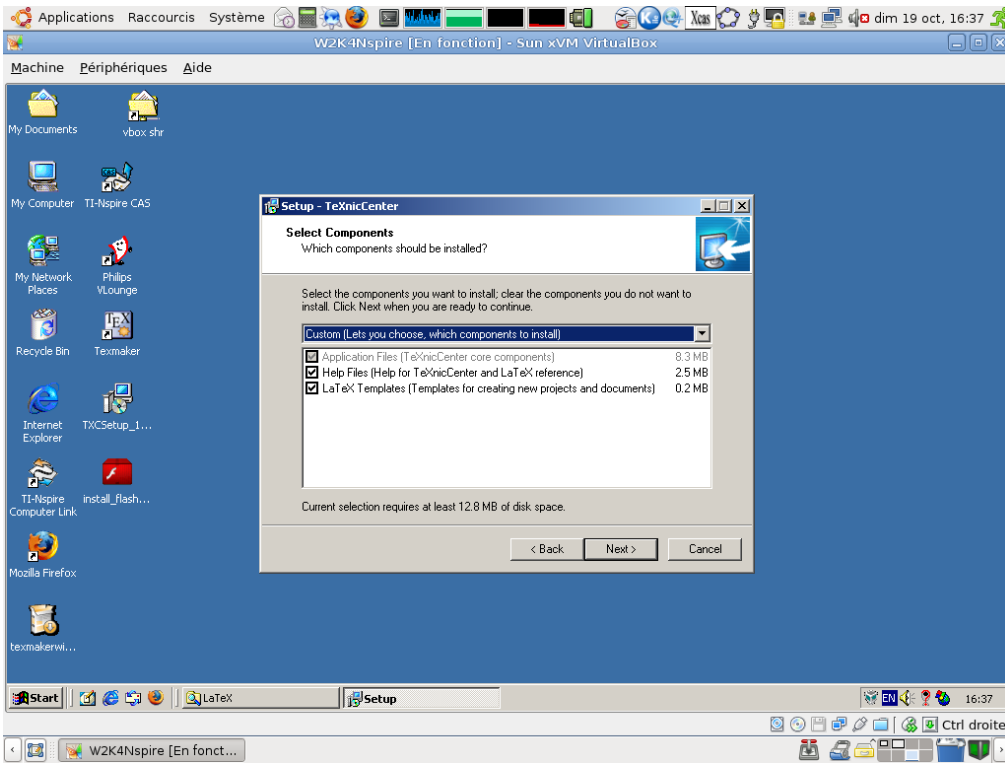 Applications Raccourcis Système
Xcas
dim 19 oct, 16:37
W2K4Nspire [En fonction] - Sun xVM VirtualBox
Machine Périphériques Aide
My Documents
vbox shr
My Computer
TI-Nspire CAS
My Network
Places
Philips
VLounge
Recycle Bin
TEX
Texmaker
Internet
Explorer
TXCSetup_1...
TI-Nspire
Computer Link
install_flash...
Mozilla Firefox
texmakerwi...
Setup - TeXnicCenter
Select Components
Which components should be installed?
Select the components you want to install; clear the components you do not want to
install. Click Next when you are ready to continue.
Custom (Lets you choose, which components to install)
Application Files (TeXnicCenter core components) 8.3 MB
Help Files (Help for TeXnicCenter and LaTeX reference) 2.5 MB
LaTeX Templates (Templates for creating new projects and documents) 0.2 MB
Current selection requires at least 12.8 MB of disk space.
< Back Next > Cancel
Start LaTeX Setup EN 16:37
Ctrl droite
W2K4Nspire [En fonct...